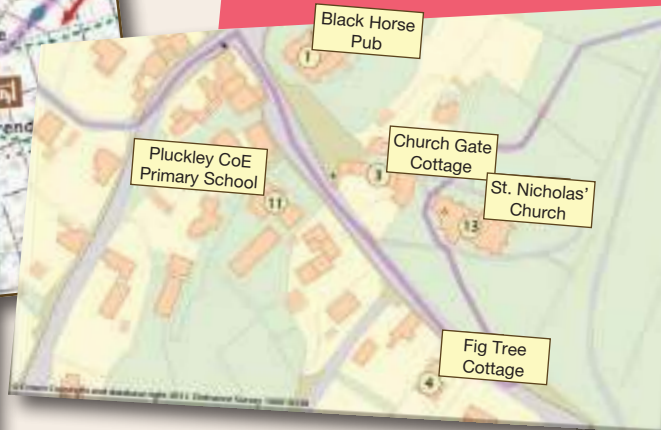 Black Horse
Pub
1
Church Gate
Cottage
3
Pluckley CoE
Primary School
11
St. Nicholas’
Church
13
Fig Tree
Cottage
4